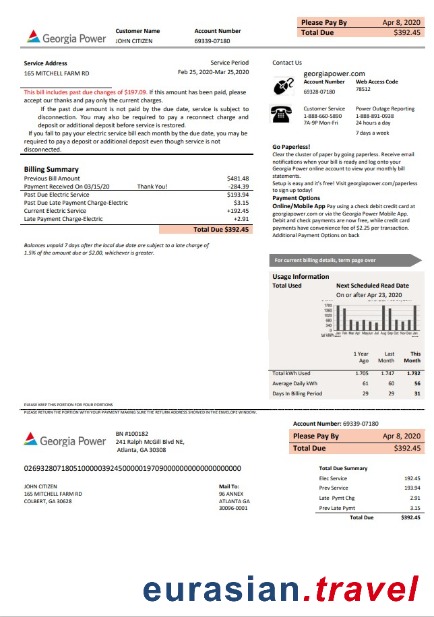 Georgia Power
Customer Name
JOHN CITIZEN
Account Number
69339-07180
Please Pay By Apr 8, 2020
Total Due $392.45
Service Address
165 MITCHELL FARM RD
Service Period
Feb 25, 2020-Mar 25,2020
This bill includes past due changes of $197.09. If this amount has been paid, please
accept our thanks and pay only the current charges.
If the past due amount is not paid by the due date, service is subject to
disconnection. You may also be required to pay a reconnect charge and
deposit or additional deposit before service is restored.
If you fall to pay your electric service bill each month by the due date, you may be
required to pay a deposit or additional deposit even though service is not
disconnected.
Billing Summary
Previous Bill Amount $481.48
Payment Received On 03/15/20 Thank You! -284.39
Past Due Electric Service $193.94
Past Due Late Payment Charge-Electric $3.15
Current Electric Service +192.45
Late Payment Charge-Electric +2.91
Total Due $392.45
Balances unpaid 7 days after the local due date are subject to a late charge of
1.5% of the amount due or $2.00, whichever is greater.
Contact Us
georgiapower.com
Account Number Web Access Code
69328-07180 78512
Customer Service Power Outage Reporting
1-888-660-5890 1-888-891-0928
7A-9P Mon-Fri 24 hours a day
7 days a week
Go Paperless!
Clear the cluster of paper by going paperless. Receive email
notifications when your bill is ready and log onto your
Georgia Power online account to view your monthly bill
statements.
Setup is easy and it's free! Visit georgiapower.com/paperless
to sign up today!
Payment Options
Online/Mobile App Pay using a check debit credit card at
georgiapower.com or via the Georgia Power Mobile App.
Debit and check payments are now free, while credit card
payments have convenience fee of $2.25 per transaction.
Additional Payment Options on back
For current billing details, term page over
Usage Information
Total Used Next Scheduled Read Date
On or after Apr 23, 2020
1 Year Ago Last Month This Month
Total kWh Used 1.705 1.747 1.732
Average Daily kWh 61 60 56
Days In Billing Period 29 29 31
PLEASE KEEP THIS PORTION FOR YOUR PORTIONS
PLEASE RETURN THE PORTION WITH YOUR PAYMENT MAKING SURE THE RETURN ADDRESS SHOWED IN THE ENVELOPE WINDOW.
Georgia Power
BN #100182
241 Ralph McGill Blvd NE,
Atlanta, GA 30308
Account Number: 69339-07180
Please Pay By Apr 8, 2020
Total Due $392.45
JOHN CITIZEN
165 MITCHELL FARM RD
COLBERT, GA 30628
Mail To:
96 ANNEX
ATLANTA GA
30096-0001
Total Due Summary
Elec Service 192.45
Prev Service 193.94
Late Pymt Chg 2.91
Prev Late Pymt 3.15
Total Due $392.45
eurasian.travel